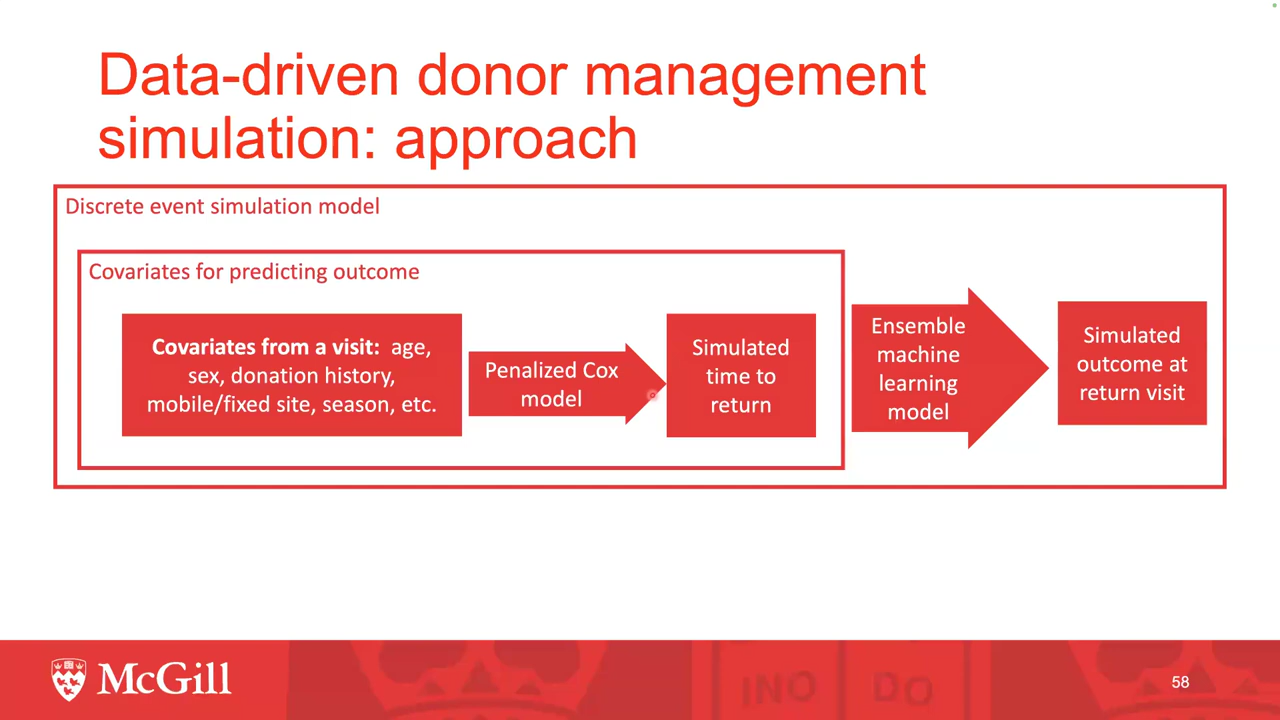 Data-driven donor management
simulation: approach
Discrete event simulation model
Covariates for predicting outcome
Covariates from a visit: age,
sex, donation history,
mobile/fixed site, season, etc.
Penalized Cox
model
Simulated
time to
return
Ensemble
machine
learning
model
Simulated
outcome at
return visit
McGill
INO DO
58